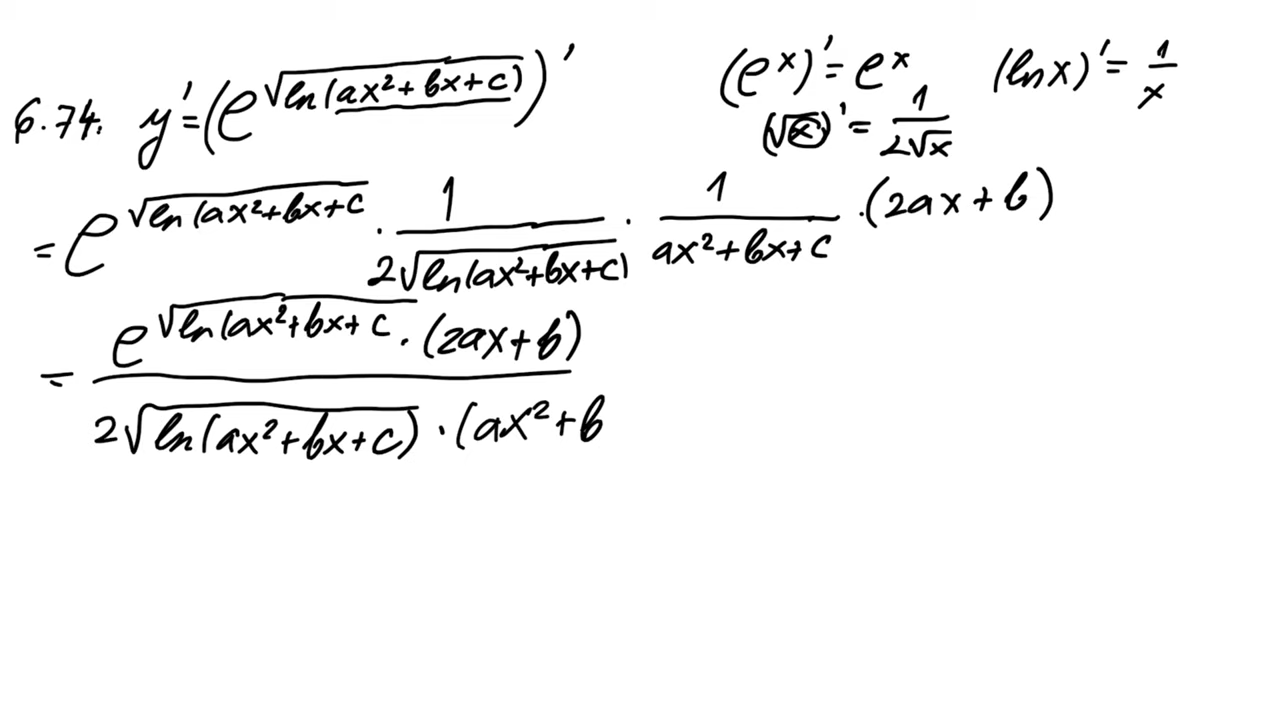 6.74. y' = (e^{√ln(ax²+bx+c)})' (e^x)' = e^x (ln x)' = 1/x
(√x)' = 1/(2√x)
= e^{√ln(ax²+bx+c} · 1/(2√ln(ax²+bx+c)) · 1/(ax²+bx+c) · (2ax+b)
= (e^{√ln(ax²+bx+c} · (2ax+b))/(2√ln(ax²+bx+c) · (ax²+b